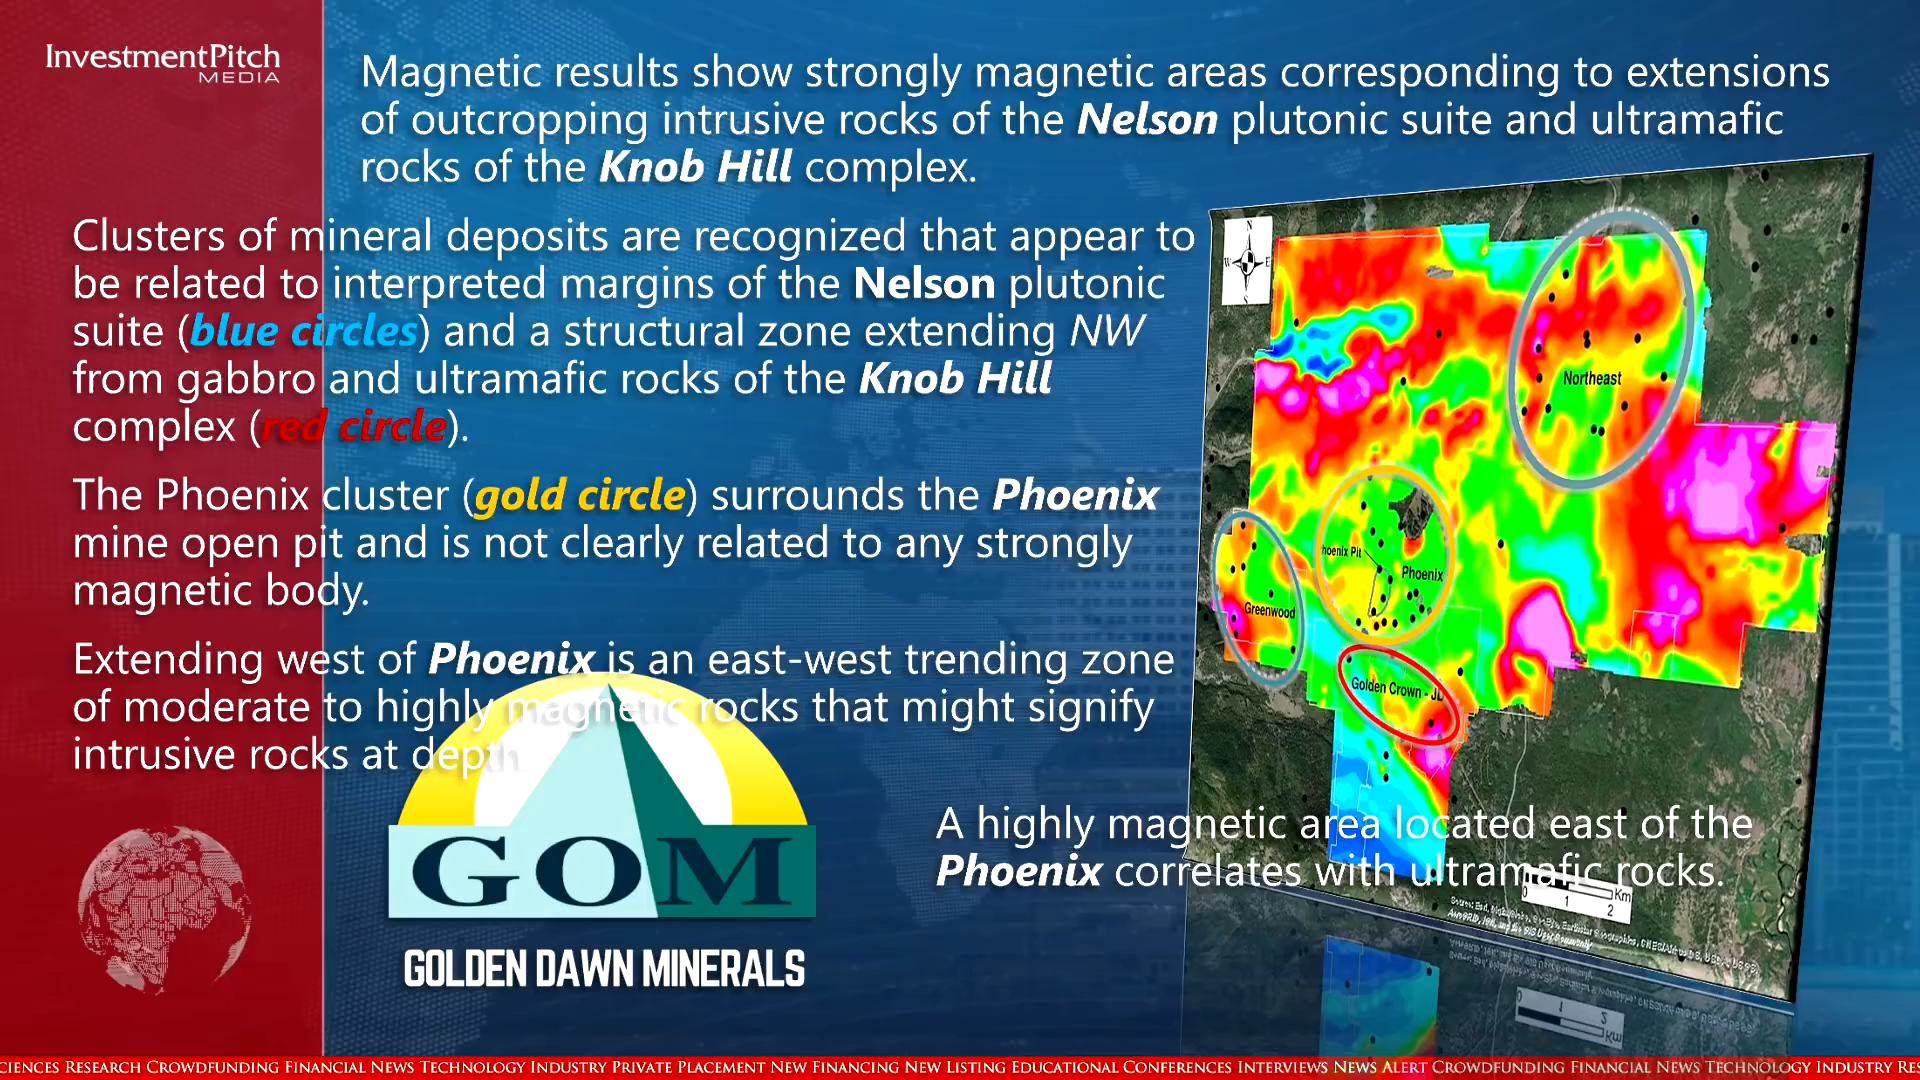 InvestmentPitch
MEDIA
Magnetic results show strongly magnetic areas corresponding to extensions
of outcropping intrusive rocks of the Nelson plutonic suite and ultramafic
rocks of the Knob Hill complex.
Clusters of mineral deposits are recognized that appear to
be related to interpreted margins of the Nelson plutonic
suite (blue circles) and a structural zone extending NW
from gabbro and ultramafic rocks of the Knob Hill
complex (red circle).
The Phoenix cluster (gold circle) surrounds the Phoenix
mine open pit and is not clearly related to any strongly
magnetic body.
Extending west of Phoenix is an east-west trending zone
of moderate to highly magnetic rocks that might signify
intrusive rocks at depth
N
W E
S
Northeast
hoenix Pit
Phoenix
Greenwood
Golden Crown - JD
A highly magnetic area located east of the
Phoenix correlates with ultramafic rocks.
0 1 2 Km
GOM
GOLDEN DAWN MINERALS
CIENCES RESEARCH CROWDFUNDING FINANCIAL NEWS TECHNOLOGY INDUSTRY PRIVATE PLACEMENT NEW FINANCING NEW LISTING EDUCATIONAL CONFERENCES INTERVIEWS NEWS ALERT CROWDFUNDING FINANCIAL NEWS TECHNOLOGY INDUSTRY RES